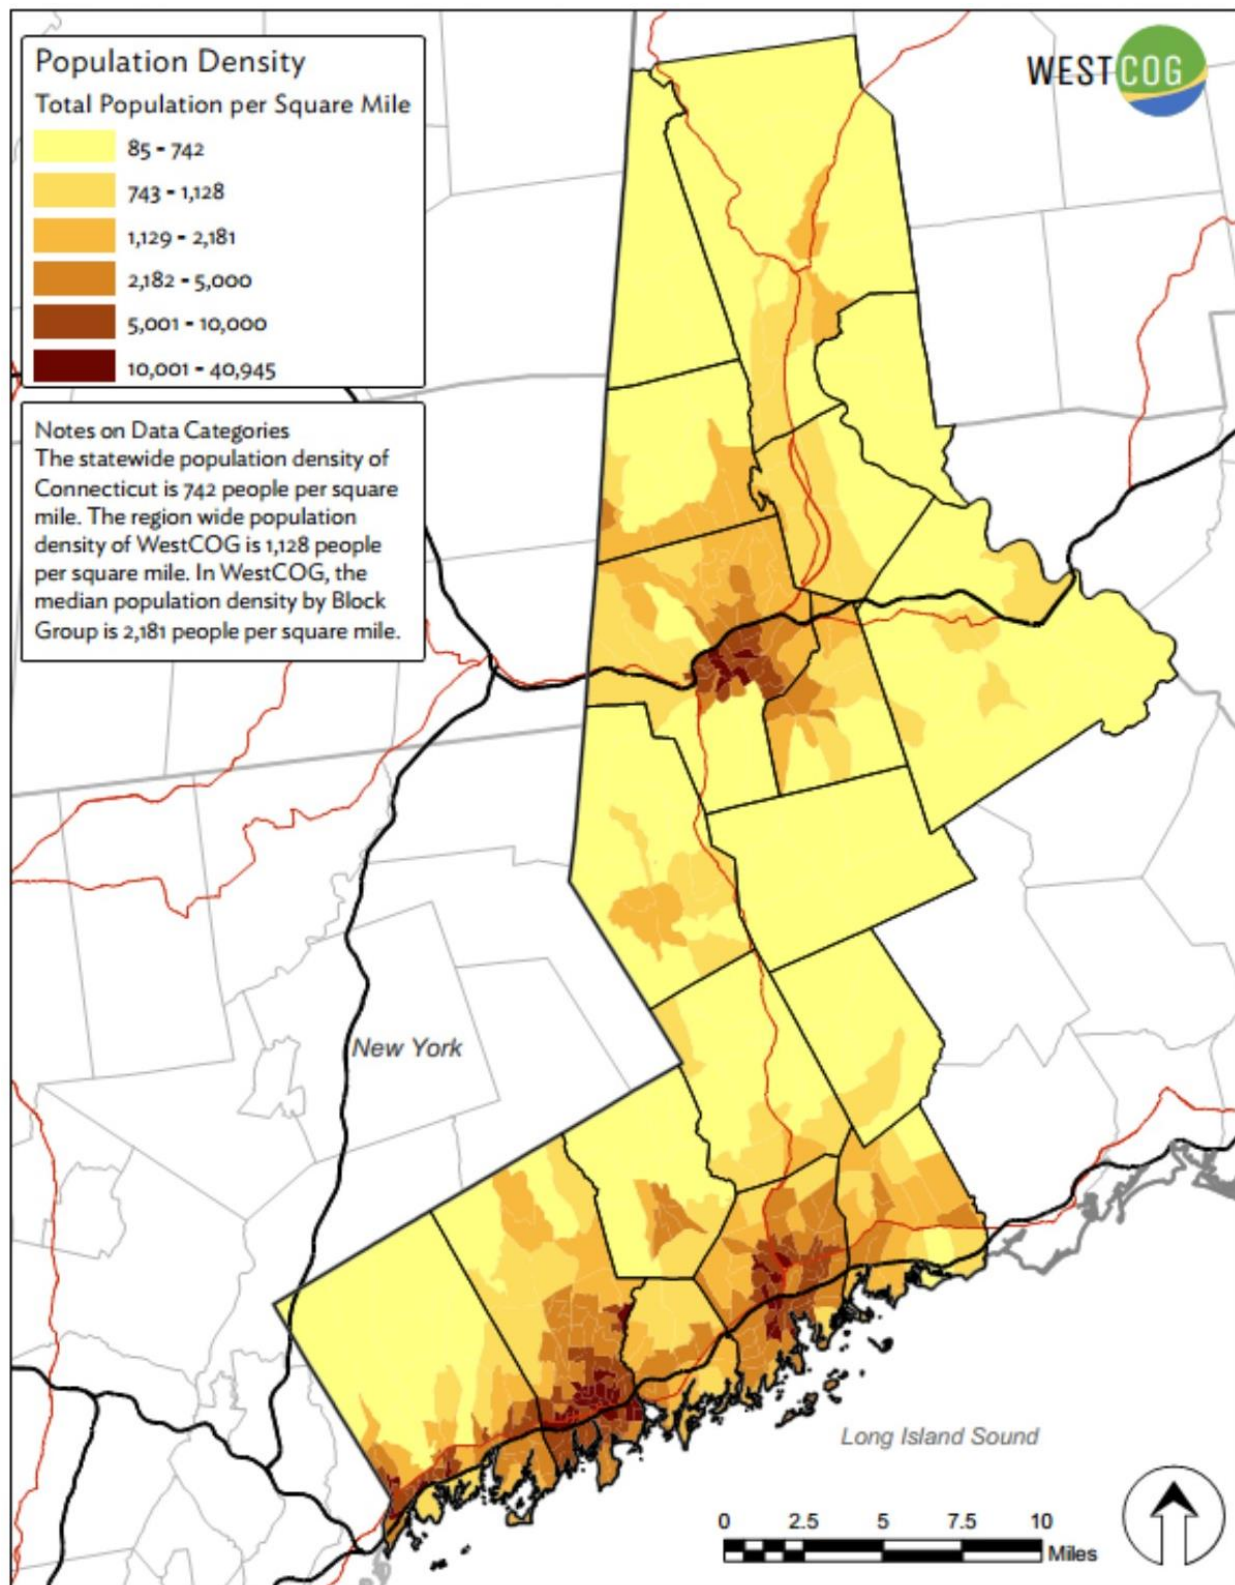 Population Density
Total Population per Square Mile
85 - 742
743 - 1,128
1,129 - 2,181
2,182 - 5,000
5,001 - 10,000
10,001 - 40,945
WESTCOG
Notes on Data Categories
The statewide population density of
Connecticut is 742 people per square
mile. The region wide population
density of WestCOG is 1,128 people
per square mile. In WestCOG, the
median population density by Block
Group is 2,181 people per square mile.
New York
Long Island Sound
0 2.5 5 7.5 10
Miles